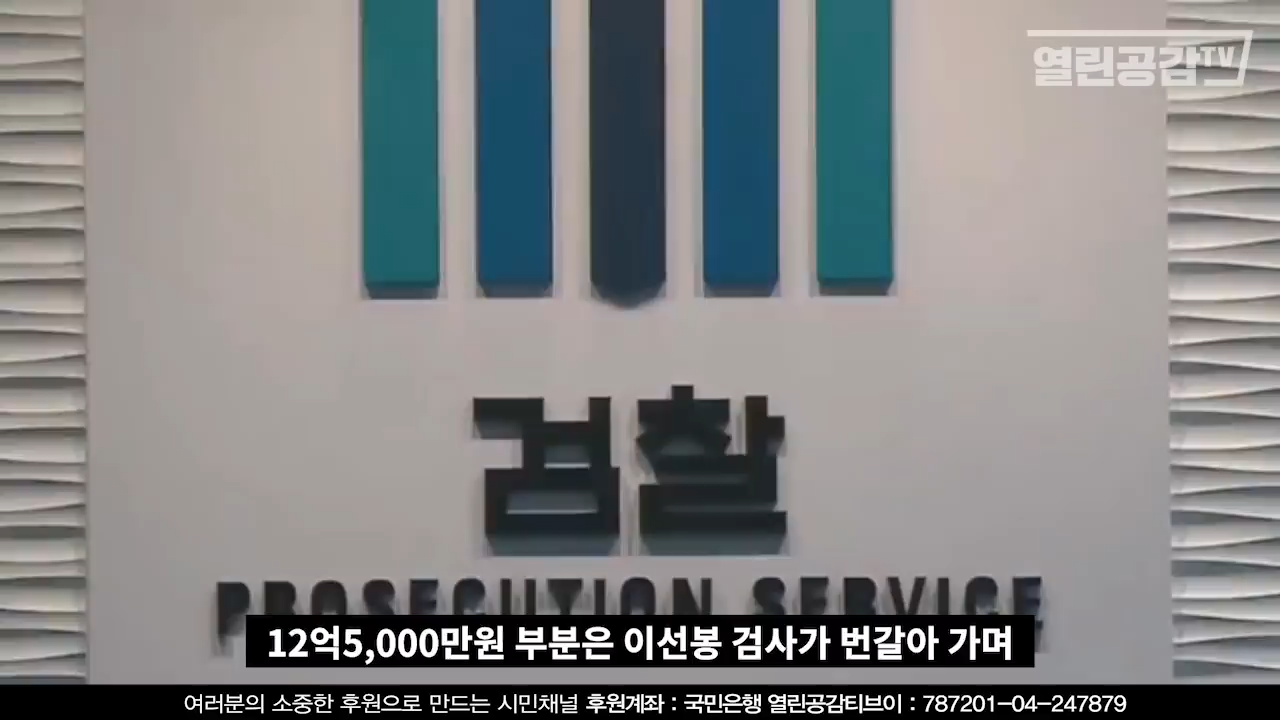 열린공감TV
검찰
PROSECUTION SERVICE
12억5,000만원 부분은 이선봉 검사가 번갈아 가며
여러분의 소중한 후원으로 만드는 시민채널 후원계좌 : 국민은행 열린공감티브이 : 787201-04-247879